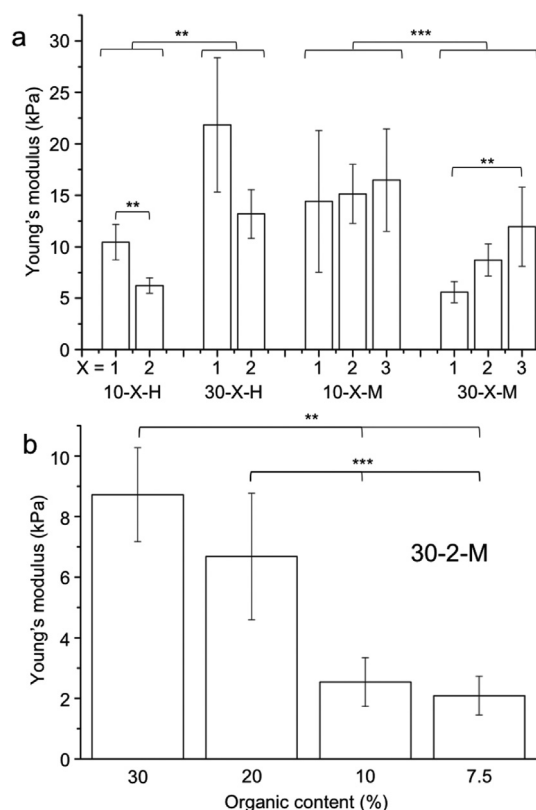 a
** ***
30
25
20
15
10
5
0
Young's modulus (kPa)
**
**
X = 1 2 1 2 1 2 3 1 2 3
10-X-H 30-X-H 10-X-M 30-X-M
b
**
***
10
8
6
4
2
0
Young's modulus (kPa)
30-2-M
30 20 10 7.5
Organic content (%)